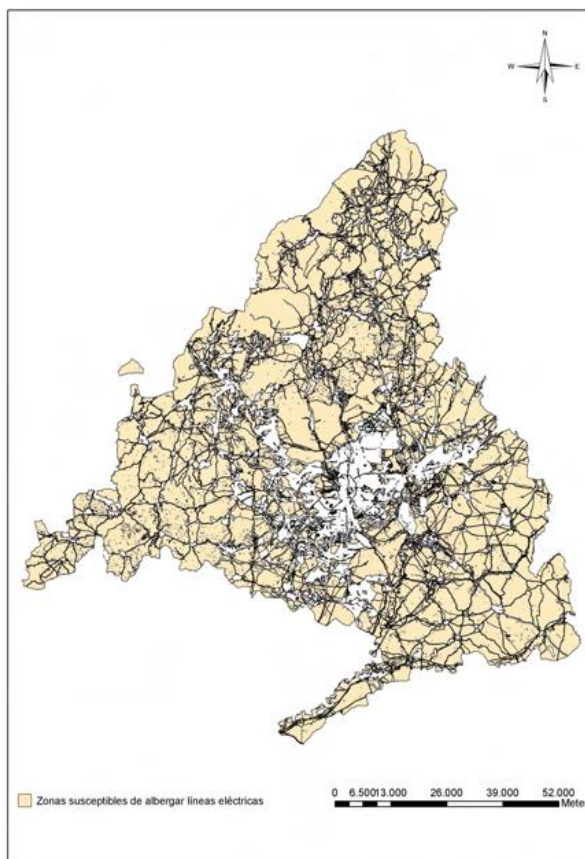 N
W E
S
Zonas susceptibles de albergar líneas eléctricas
0 6.50013.000 26.000 39.000 52.000
Mete